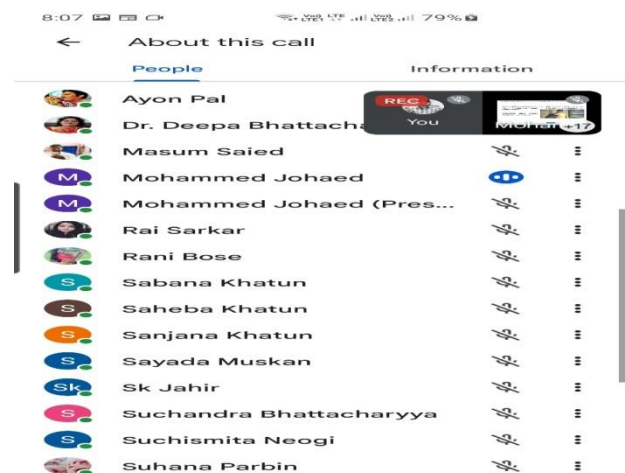 8:07 79%
About this call
People Information
Ayon Pal
REC
Dr. Deepa Bhattacha
You
+17
Masum Saied
M Mohammed Johaed
M Mohammed Johaed (Pres...
Rai Sarkar
Rani Bose
S Sabana Khatun
S Saheba Khatun
S Sanjana Khatun
S Sayada Muskan
Sk Sk Jahir
S Suchandra Bhattacharyya
S Suchismita Neogi
Suhana Parbin